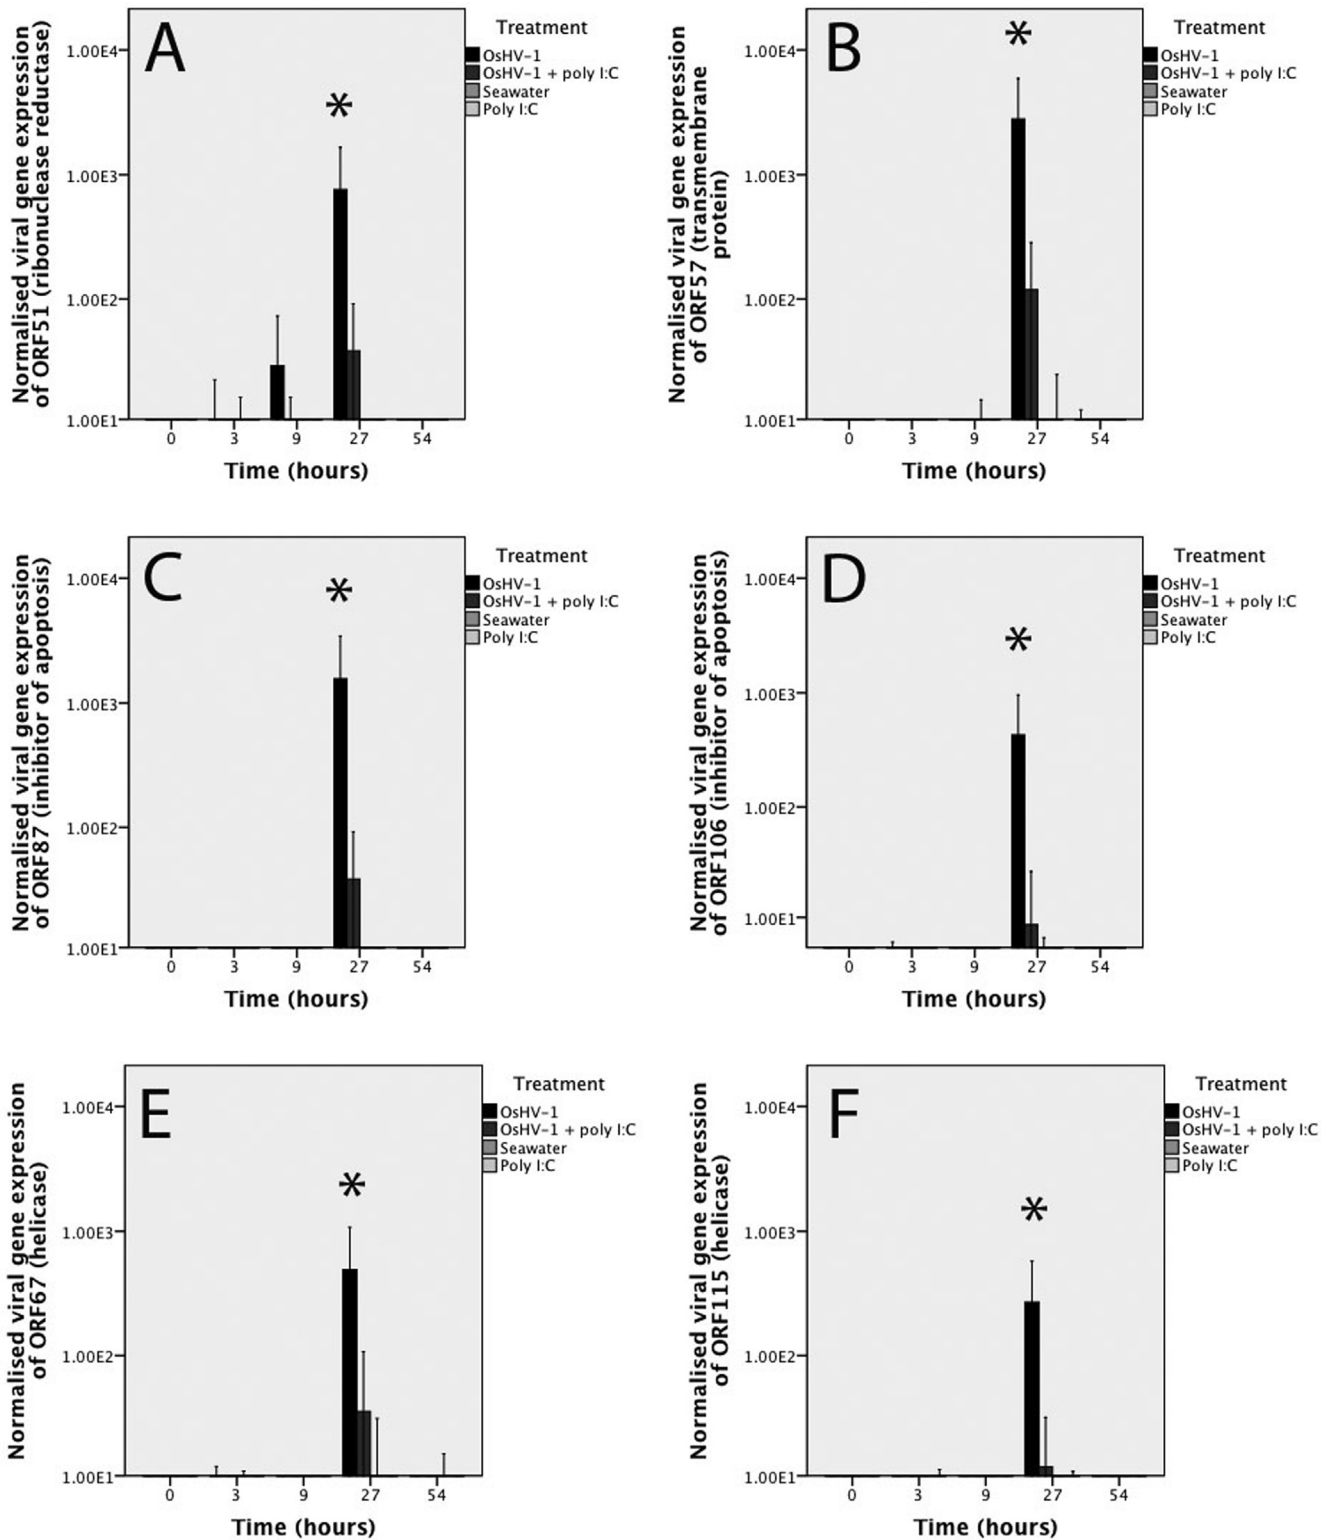 A
Normalised viral gene expression
of ORF51 (ribonuclease reductase)
1.00E4
1.00E3
1.00E2
1.00E1
0 3 9 27 54
Time (hours)
*
Treatment
OsHV-1
OsHV-1 + poly I:C
Seawater
Poly I:C
B
Normalised viral gene expression
of ORF57 (transmembrane
protein)
1.00E4
1.00E3
1.00E2
1.00E1
0 3 9 27 54
Time (hours)
*
Treatment
OsHV-1
OsHV-1 + poly I:C
Seawater
Poly I:C
C
Normalised viral gene expression
of ORF87 (inhibitor of apoptosis)
1.00E4
1.00E3
1.00E2
1.00E1
0 3 9 27 54
Time (hours)
*
Treatment
OsHV-1
OsHV-1 + poly I:C
Seawater
Poly I:C
D
Normalised viral gene expression
of ORF106 (inhibitor of apoptosis)
1.00E4
1.00E3
1.00E2
1.00E1
0 3 9 27 54
Time (hours)
*
Treatment
OsHV-1
OsHV-1 + poly I:C
Seawater
Poly I:C
E
Normalised viral gene expression
of ORF67 (helicase)
1.00E4
1.00E3
1.00E2
1.00E1
0 3 9 27 54
Time (hours)
*
Treatment
OsHV-1
OsHV-1 + poly I:C
Seawater
Poly I:C
F
Normalised viral gene expression
of ORF115 (helicase)
1.00E4
1.00E3
1.00E2
1.00E1
0 3 9 27 54
Time (hours)
*
Treatment
OsHV-1
OsHV-1 + poly I:C
Seawater
Poly I:C